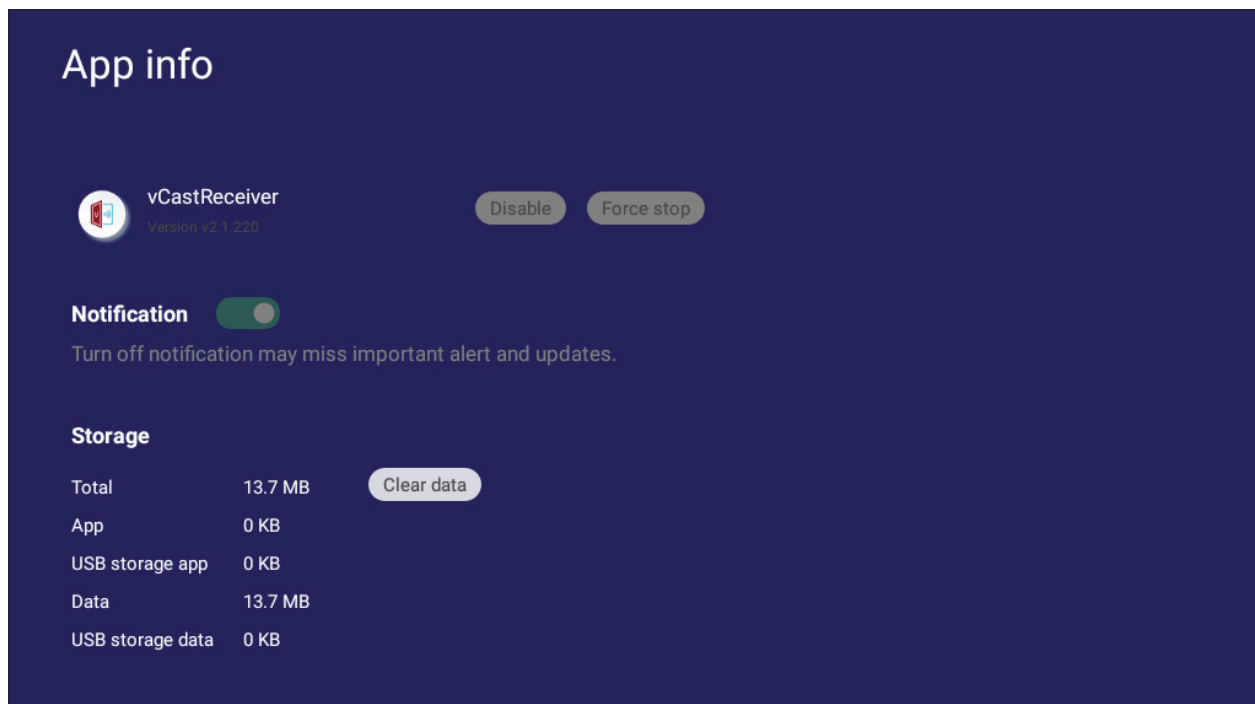 App info
vCastReceiver
Version v2.1.220
Disable
Force stop
Notification
Turn off notification may miss important alert and updates.
Storage
Total 13.7 MB Clear data
App 0 KB
USB storage app 0 KB
Data 13.7 MB
USB storage data 0 KB